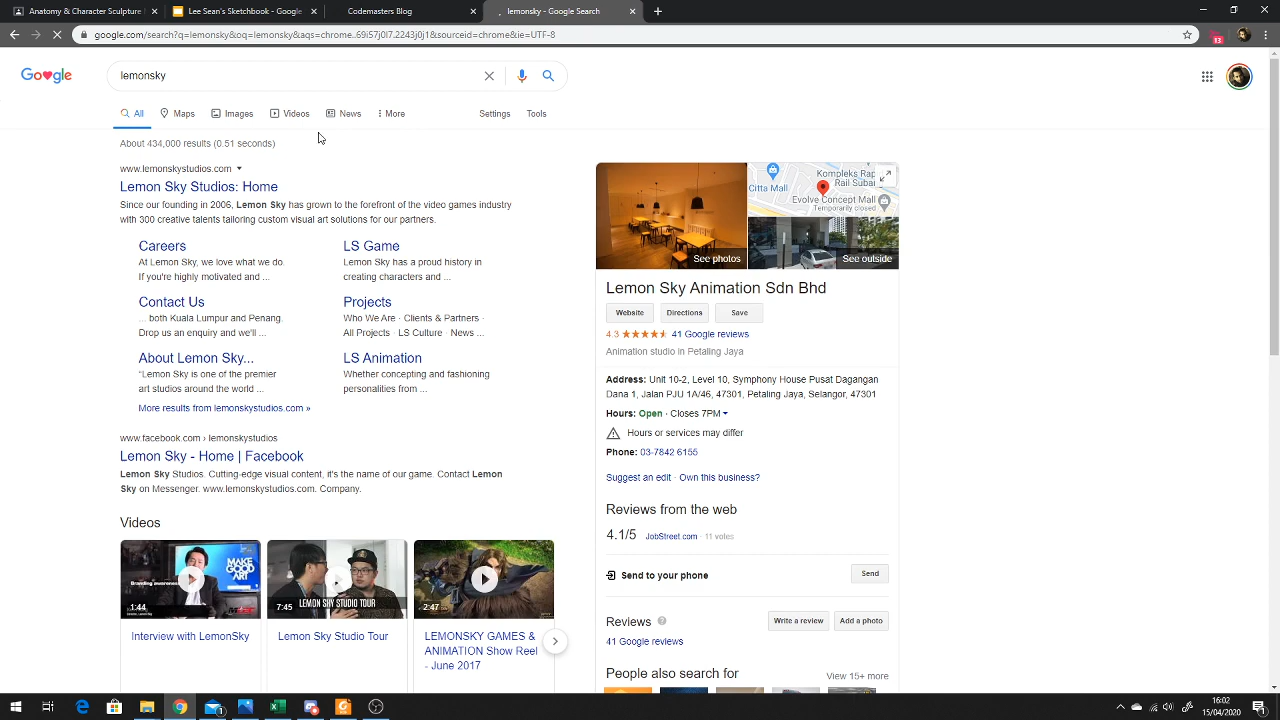 Anatomy & Character Sculpture |
Lee Sen's Sketchbook - Google S
Codemasters Blog
lemonsky - Google Search
google.com/search?q=lemonsky&oq=lemonsky&aqs=chrome..69i57j0l7.2243j0j1&sourceid=chrome&ie=UTF-8
13
lemonsky
All
Maps
Images
Videos
News
More
Settings
Tools
About 434,000 results (0.51 seconds)
www.lemonskystudios.com
Lemon Sky Studios: Home
Since our founding in 2006, Lemon Sky has grown to the forefront of the video games industry
with 300 creative talents tailoring custom visual art solutions for our partners.
Careers
At Lemon Sky, we love what we do.
If you're highly motivated and ...
LS Game
Lemon Sky has a proud history in
creating characters and ...
Contact Us
... both Kuala Lumpur and Penang.
Drop us an enquiry and we'll ...
Projects
Who We Are · Clients & Partners ·
All Projects · LS Culture · News ...
About Lemon Sky...
“Lemon Sky is one of the premier
art studios around the world ...
LS Animation
Whether concepting and fashioning
personalities from ...
More results from lemonskystudios.com »
www.facebook.com › lemonskystudios
Lemon Sky - Home | Facebook
Lemon Sky Studios. Cutting-edge visual content, it's the name of our game. Contact Lemon
Sky on Messenger. www.lemonskystudios.com. Company.
Videos
Branding awareness
MAKE GOOD ART
1:44
Interview with LemonSky
7:45
LEMON SKY STUDIO TOUR
Lemon Sky Studio Tour
2:47
LEMONSKY GAMES &
ANIMATION Show Reel
- June 2017
See photos
Citta Mall
Kompleks Rap
Rail Subar
Evolve Concept Mall
Temporarily closed
See outside
Lemon Sky Animation Sdn Bhd
Website
Directions
Save
4.3
41 Google reviews
Animation studio in Petaling Jaya
Address: Unit 10-2, Level 10, Symphony House Pusat Dagangan
Dana 1, Jalan PJU 1A/46, 47301, Petaling Jaya, Selangor, 47301
Hours: Open · Closes 7PM
Hours or services may differ
Phone: 03-7842 6155
Suggest an edit · Own this business?
Reviews from the web
4.1/5 JobStreet.com · 11 votes
Send to your phone
Send
Reviews
Write a review
Add a photo
41 Google reviews
People also search for
View 15+ more
16:02
15/04/2020